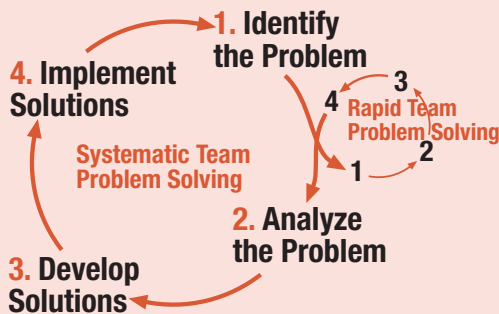 1. Identify
the Problem
4. Implement
Solutions
3
4
Rapid Team
Problem Solving
2
1
Systematic Team
Problem Solving
2. Analyze
the Problem
3. Develop
Solutions